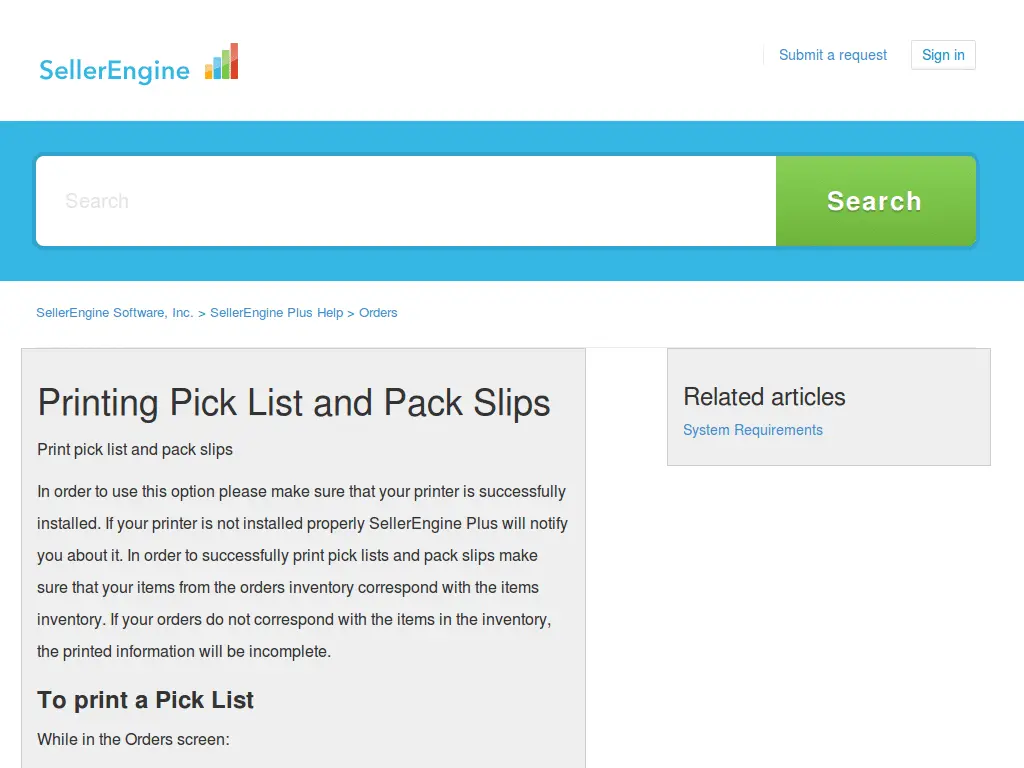 SellerEngine
Submit a request
Sign in
Search
Search
SellerEngine Software, Inc. > SellerEngine Plus Help > Orders
Printing Pick List and Pack Slips
Print pick list and pack slips
In order to use this option please make sure that your printer is successfully
installed. If your printer is not installed properly SellerEngine Plus will notify
you about it. In order to successfully print pick lists and pack slips make
sure that your items from the orders inventory correspond with the items
inventory. If your orders do not correspond with the items in the inventory,
the printed information will be incomplete.
To print a Pick List
While in the Orders screen:
Related articles
System Requirements